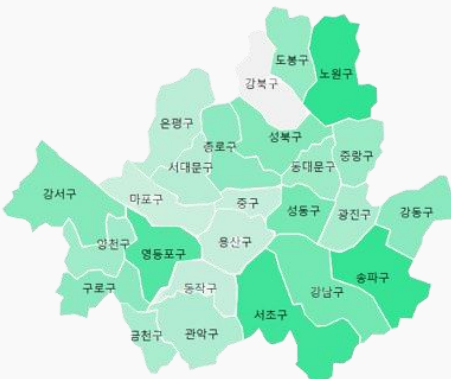 도봉구
노원구
강북구
은평구
종로구
성북구
중랑구
서대문구
동대문구
강서구
마포구
중구
성동구
광진구
강동구
양천구
영등포구
용산구
송파구
구로구
동작구
강남구
서초구
금천구
관악구